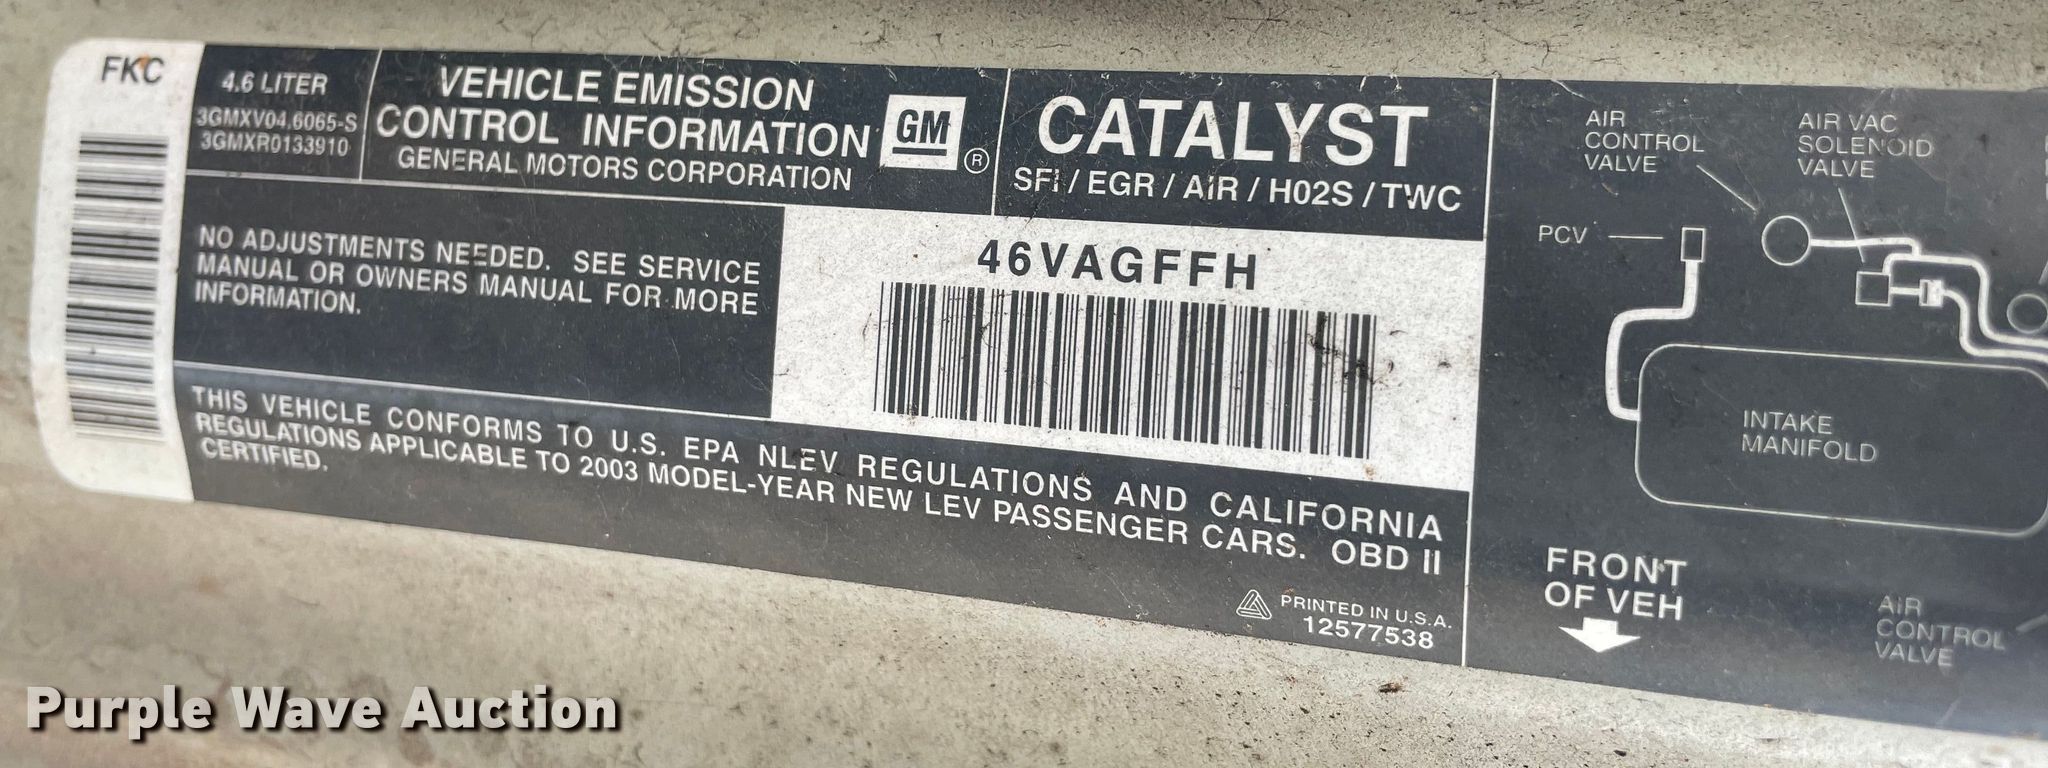 FKC
4.6 LITER
3GMXV04.6065-S
3GMXR0133910
VEHICLE EMISSION
CONTROL INFORMATION
GENERAL MOTORS CORPORATION
GM
®
CATALYST
SFI / EGR / AIR / H02S / TWC
NO ADJUSTMENTS NEEDED. SEE SERVICE
MANUAL OR OWNERS MANUAL FOR MORE
INFORMATION.
46VAGFFH
THIS VEHICLE CONFORMS TO U.S. EPA NLEV REGULATIONS AND CALIFORNIA
REGULATIONS APPLICABLE TO 2003 MODEL-YEAR NEW LEV PASSENGER CARS. OBD II
CERTIFIED.
PRINTED IN U.S.A.
12577538
AIR
CONTROL
VALVE
AIR VAC
SOLENOID
VALVE
PCV
INTAKE
MANIFOLD
FRONT
OF VEH
AIR
CONTROL
VALVE
Purple Wave Auction